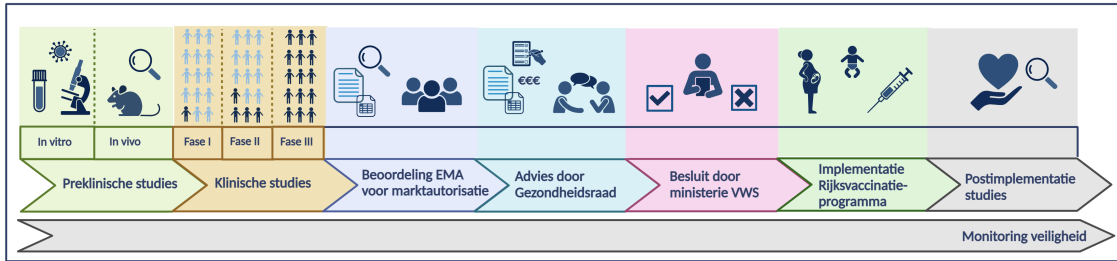 €€€
In vitro
In vivo
Fase I
Fase II
Fase III
Preklinische studies
Klinische studies
Beoordeling EMA
voor marktautorisatie
Advies door
Gezondheidsraad
Besluit door
ministerie VWS
Implementatie
Rijksvaccinatie-
programma
Postimplementatie
studies
Monitoring veiligheid